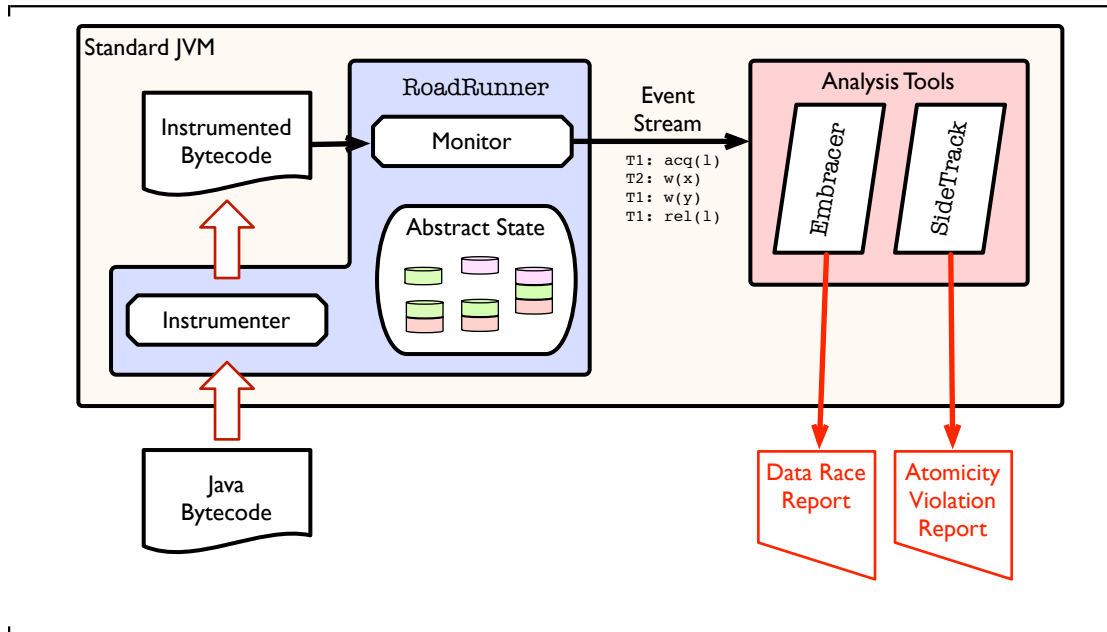 Standard JVM
RoadRunner
Instrumented
Bytecode
Monitor
Abstract State
Instrumenter
Java
Bytecode
Event
Stream
T1: acq(l)
T2: w(x)
T1: w(y)
T1: rel(l)
Analysis Tools
Embracer
SideTrack
Data Race
Report
Atomicity
Violation
Report